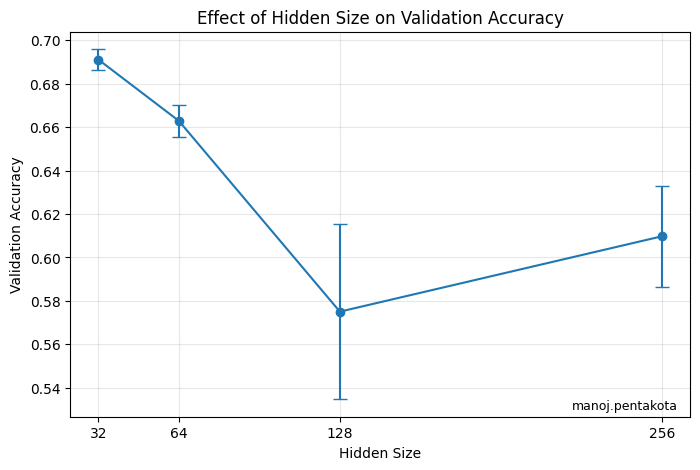 Effect of Hidden Size on Validation Accuracy
0.70
0.68
0.66
0.64
0.62
0.60
0.58
0.56
0.54
Validation Accuracy
manoj.pentakota
32 64 128 256
Hidden Size